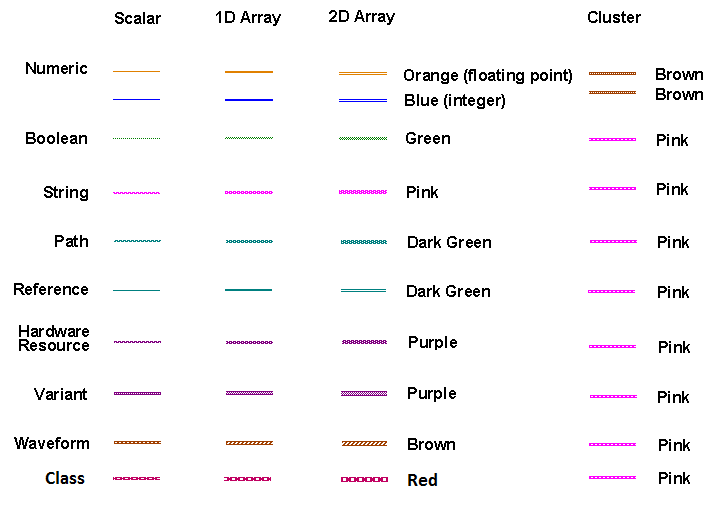 Scalar 1D Array 2D Array Cluster
Numeric Orange (floating point) Brown
Blue (integer) Brown
Boolean Green Pink
String Pink Pink
Path Dark Green Pink
Reference Dark Green Pink
Hardware
Resource Purple Pink
Variant Purple Pink
Waveform Brown Pink
Class Red Pink